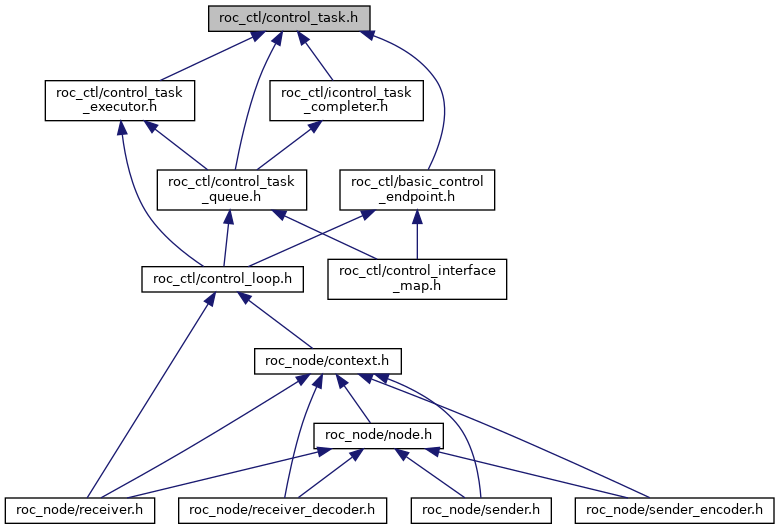 roc_ctl/control_task.h
roc_ctl/control_task
_executor.h
roc_ctl/icontrol_task
_completer.h
roc_ctl/control_task
_queue.h
roc_ctl/basic_control
_endpoint.h
roc_ctl/control_loop.h
roc_ctl/control_interface
_map.h
roc_node/context.h
roc_node/node.h
roc_node/receiver.h
roc_node/receiver_decoder.h
roc_node/sender.h
roc_node/sender_encoder.h